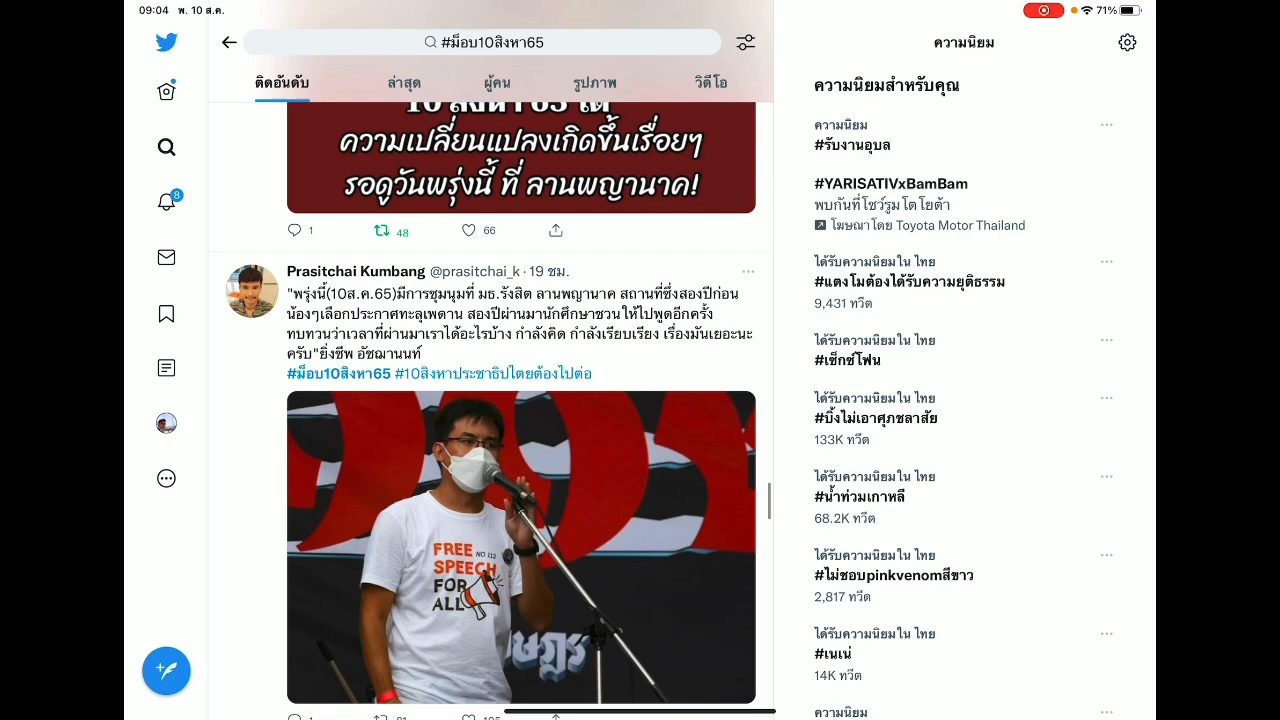 09:04 พ. 10 ส.ค.
71%
#ม็อบ10สิงหา65
ติดอันดับ
ล่าสุด
ผู้คน
รูปภาพ
วิดีโอ
10 สิงหา 65 โด
ความเปลี่ยนแปลงเกิดขึ้นเรื่อยๆ
รอดูวันพรุ่งนี้ ที่ ลานพญานาค!
1
48
66
8
Prasitchai Kumbang @prasitchai_k · 19 ชม.
"พรุ่งนี้(10ส.ค.65)มีการชุมนุมที่ มธ.รังสิต ลานพญานาค สถานที่ซึ่งสองปีก่อน
น้องๆเลือกประกาศทะลุเพดาน สองปีผ่านมานักศึกษาชวนให้ไปพูดอีกครั้ง
ทบทวนว่าเวลาที่ผ่านมาเราได้อะไรบ้าง กำลังคิด กำลังเรียบเรียง เรื่องมันเยอะนะ
ครับ"ยิ่งชีพ อัชฌานนท์
#ม็อบ10สิงหา65 #10สิงหาประชาธิปไตยต้องไปต่อ
FREE NO 112
SPEECH
FOR
ALL
ความนิยม
ความนิยมสำหรับคุณ
ความนิยม
#รับงานอุบล
#YARISATIVxBamBam
พบกันที่โชว์รูม โตโยต้า
โฆษณาโดย Toyota Motor Thailand
ได้รับความนิยมใน ไทย
#แตงโมต้องได้รับความยุติธรรม
9,431 ทวีต
ได้รับความนิยมใน ไทย
#เซ็กซ์โฟน
ได้รับความนิยมใน ไทย
#บิ้งไม่เอาศุภชลาสัย
133K ทวีต
ได้รับความนิยมใน ไทย
#น้ำท่วมเกาหลี
68.2K ทวีต
ได้รับความนิยมใน ไทย
#ไม่ชอบpinkvenomสีขาว
2,817 ทวีต
ได้รับความนิยมใน ไทย
#เนเน่
14K ทวีต
ความนิยม